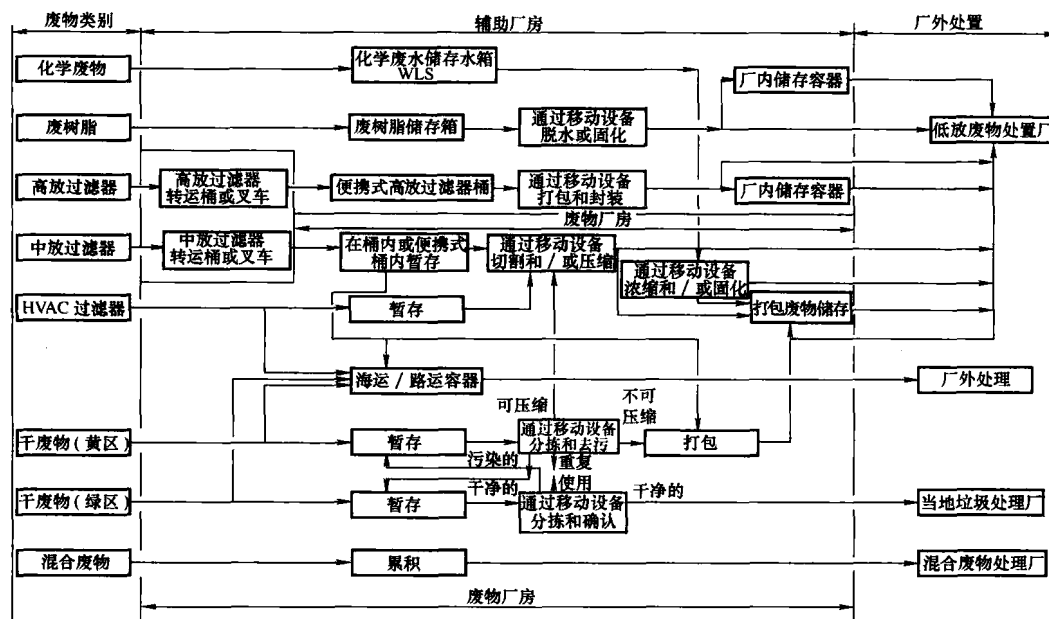 废物类别
辅助厂房
厂外处置
化学废物
化学废水储存水箱
WLS
厂内储存容器
废树脂
废树脂储存箱
通过移动设备
脱水或固化
低放废物处置厂
高放过滤器
高放过滤器
转运桶或叉车
便携式高放过滤器桶
通过移动设备
打包和封装
厂内储存容器
废物厂房
中放过滤器
中放过滤器
转运桶或叉车
在桶内或便携式
桶内暂存
通过移动设备
切割和 / 或压缩
通过移动设备
浓缩和 / 或固化
HVAC 过滤器
暂存
打包废物储存
海运 / 路运容器
厂外处理
可压缩
不可
压缩
干废物(黄区)
暂存
通过移动设备
分拣和去污
打包
污染的
重复
使用
干净的
干废物(绿区)
暂存
通过移动设备
分拣和确认
干净的
当地垃圾处理厂
混合废物
累积
混合废物处理厂
废物厂房